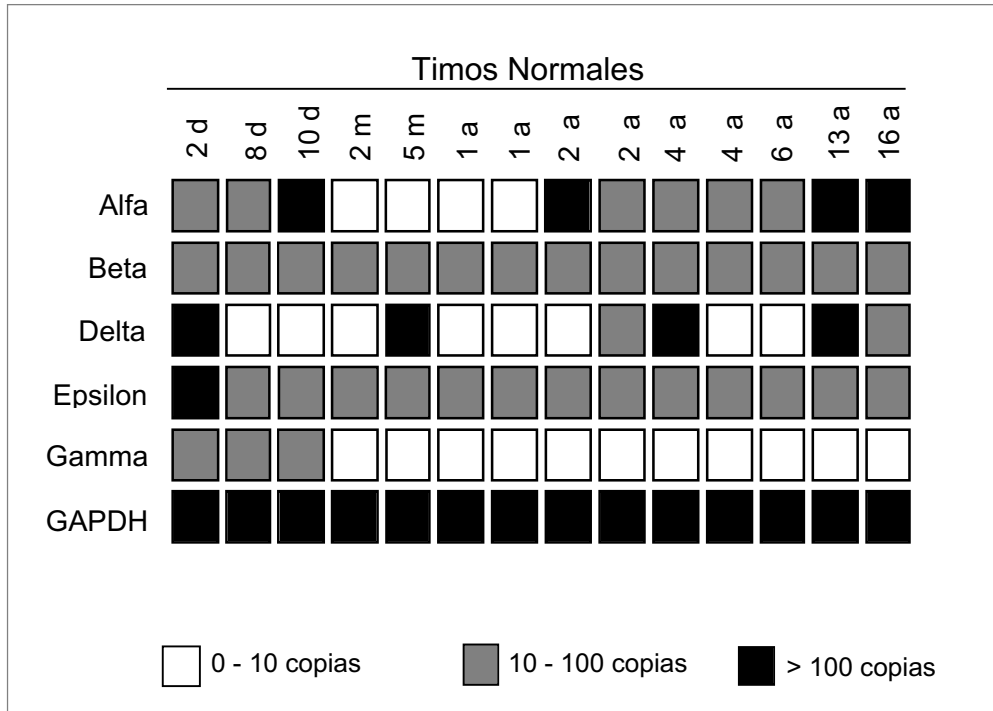 Timos Normales
2 d 8 d 10 d 2 m 5 m 1 a 1 a 2 a 2 a 4 a 4 a 6 a 13 a 16 a
Alfa
Beta
Delta
Epsilon
Gamma
GAPDH
0 - 10 copias 10 - 100 copias > 100 copias